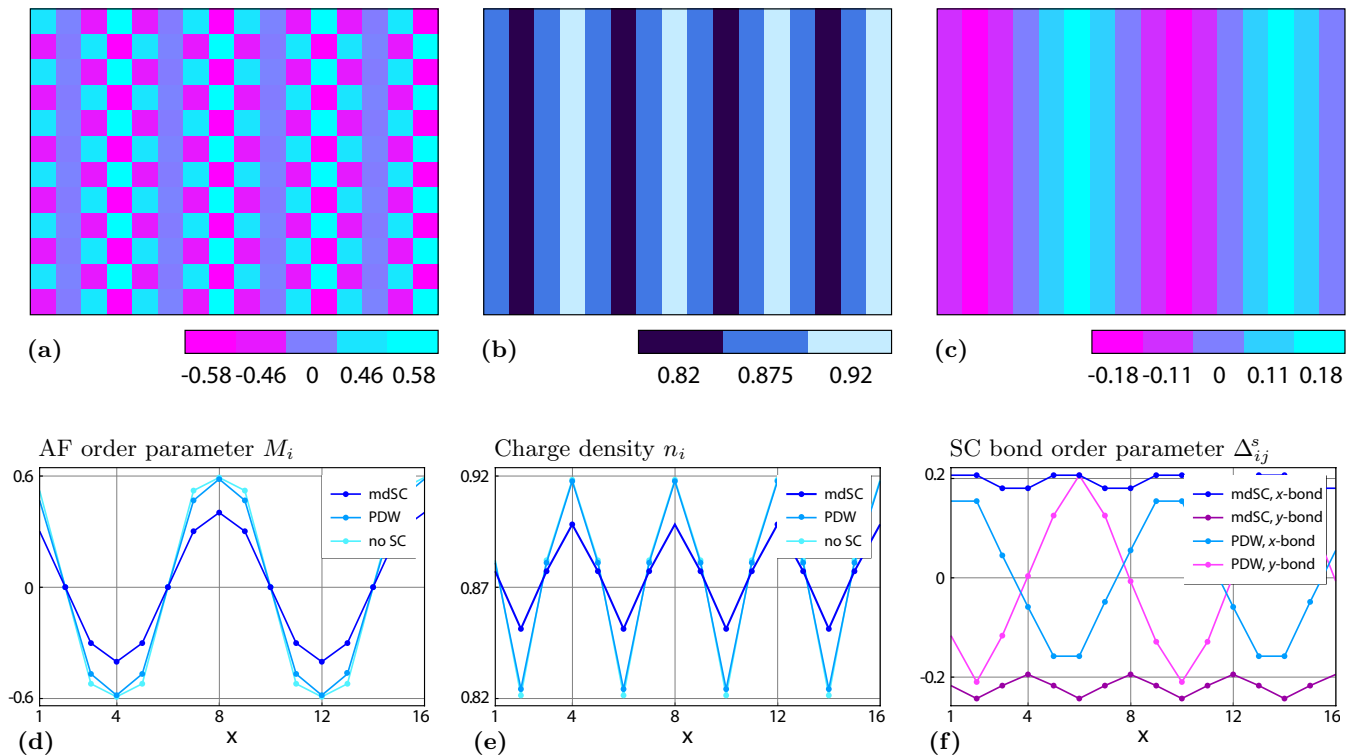 -0.58 -0.46 0 0.46 0.58
(a)
0.82 0.875 0.92
(b)
-0.18 -0.11 0 0.11 0.18
(c)
AF order parameter M_i
0.6
0
-0.6
mdSC
PDW
no SC
1 4 8 12 16
x
(d)
Charge density n_i
0.92
0.87
0.82
mdSC
PDW
no SC
1 4 8 12 16
x
(e)
SC bond order parameter Δ^s_ij
0.2
0
-0.2
mdSC, x-bond
mdSC, y-bond
PDW, x-bond
PDW, y-bond
1 4 8 12 16
x
(f)